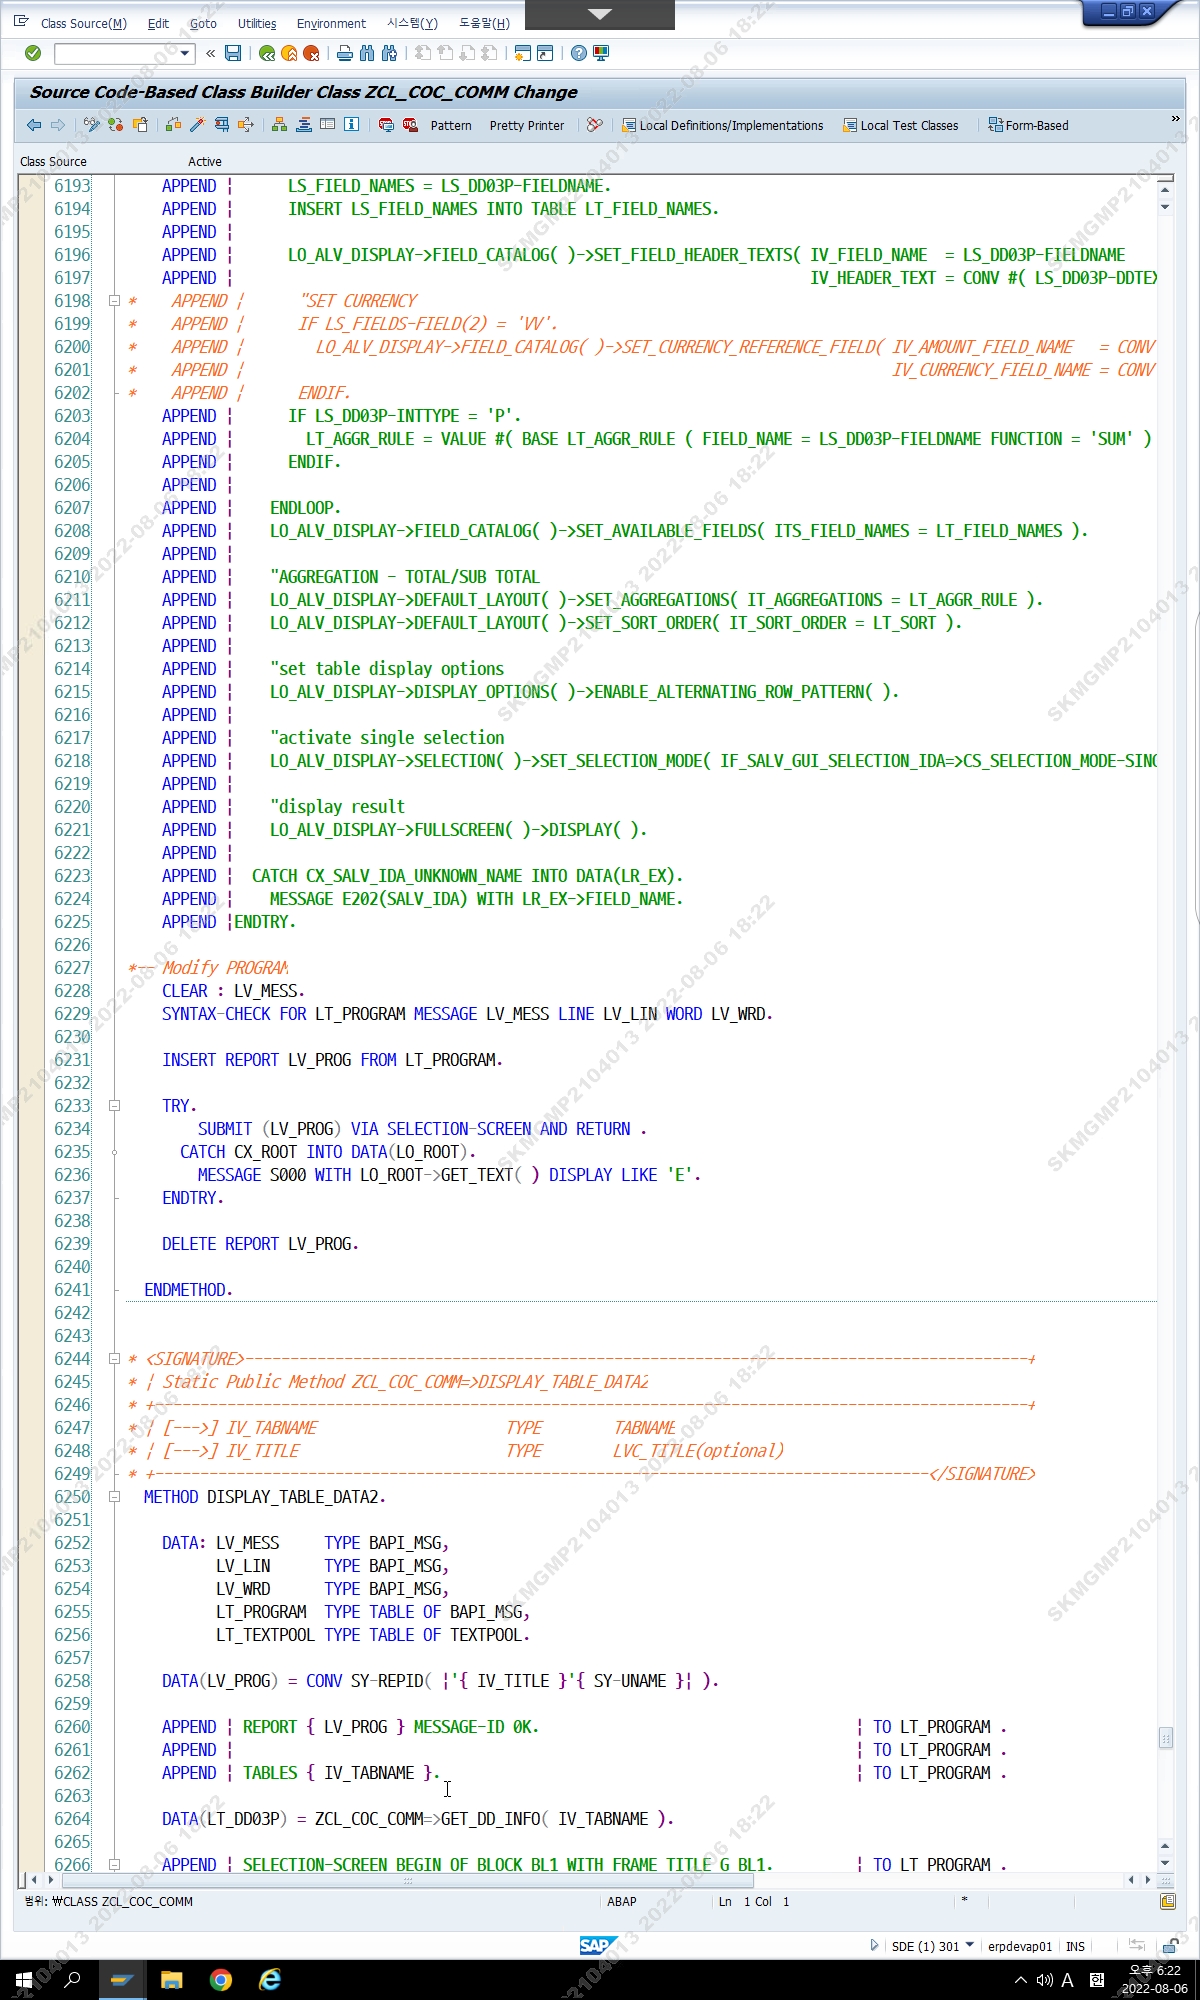 Class Source(M) Edit Goto Utilities Environment 시스템(Y) 도움말(H)
Source Code-Based Class Builder Class ZCL_COC_COMM Change
Pattern Pretty Printer Local Definitions/Implementations Local Test Classes Form-Based »
Class Source Active
6193 APPEND ¦ LS_FIELD_NAMES = LS_DD03P-FIELDNAME.
6194 APPEND ¦ INSERT LS_FIELD_NAMES INTO TABLE LT_FIELD_NAMES.
6195 APPEND ¦
6196 APPEND ¦ LO_ALV_DISPLAY->FIELD_CATALOG( )->SET_FIELD_HEADER_TEXTS( IV_FIELD_NAME = LS_DD03P-FIELDNAME
6197 APPEND ¦ IV_HEADER_TEXT = CONV #( LS_DD03P-DDTEX
6198 * APPEND ¦ "SET CURRENCY
6199 * APPEND ¦ IF LS_FIELDS-FIELD(2) = 'VV'.
6200 * APPEND ¦ LO_ALV_DISPLAY->FIELD_CATALOG( )->SET_CURRENCY_REFERENCE_FIELD( IV_AMOUNT_FIELD_NAME = CONV
6201 * APPEND ¦ IV_CURRENCY_FIELD_NAME = CONV
6202 * APPEND ¦ ENDIF.
6203 APPEND ¦ IF LS_DD03P-INTTYPE = 'P'.
6204 APPEND ¦ LT_AGGR_RULE = VALUE #( BASE LT_AGGR_RULE ( FIELD_NAME = LS_DD03P-FIELDNAME FUNCTION = 'SUM' )
6205 APPEND ¦ ENDIF.
6206 APPEND ¦
6207 APPEND ¦ ENDLOOP.
6208 APPEND ¦ LO_ALV_DISPLAY->FIELD_CATALOG( )->SET_AVAILABLE_FIELDS( ITS_FIELD_NAMES = LT_FIELD_NAMES ).
6209 APPEND ¦
6210 APPEND ¦ "AGGREGATION - TOTAL/SUB TOTAL
6211 APPEND ¦ LO_ALV_DISPLAY->DEFAULT_LAYOUT( )->SET_AGGREGATIONS( IT_AGGREGATIONS = LT_AGGR_RULE ).
6212 APPEND ¦ LO_ALV_DISPLAY->DEFAULT_LAYOUT( )->SET_SORT_ORDER( IT_SORT_ORDER = LT_SORT ).
6213 APPEND ¦
6214 APPEND ¦ "set table display options
6215 APPEND ¦ LO_ALV_DISPLAY->DISPLAY_OPTIONS( )->ENABLE_ALTERNATING_ROW_PATTERN( ).
6216 APPEND ¦
6217 APPEND ¦ "activate single selection
6218 APPEND ¦ LO_ALV_DISPLAY->SELECTION( )->SET_SELECTION_MODE( IF_SALV_GUI_SELECTION_IDA=>CS_SELECTION_MODE-SING
6219 APPEND ¦
6220 APPEND ¦ "display result
6221 APPEND ¦ LO_ALV_DISPLAY->FULLSCREEN( )->DISPLAY( ).
6222 APPEND ¦
6223 APPEND ¦ CATCH CX_SALV_IDA_UNKNOWN_NAME INTO DATA(LR_EX).
6224 APPEND ¦ MESSAGE E202(SALV_IDA) WITH LR_EX->FIELD_NAME.
6225 APPEND ¦ENDTRY.
6226
6227 *-- Modify PROGRAM
6228 CLEAR : LV_MESS.
6229 SYNTAX-CHECK FOR LT_PROGRAM MESSAGE LV_MESS LINE LV_LIN WORD LV_WRD.
6230
6231 INSERT REPORT LV_PROG FROM LT_PROGRAM.
6232
6233 TRY.
6234 SUBMIT (LV_PROG) VIA SELECTION-SCREEN AND RETURN .
6235 CATCH CX_ROOT INTO DATA(LO_ROOT).
6236 MESSAGE S000 WITH LO_ROOT->GET_TEXT( ) DISPLAY LIKE 'E'.
6237 ENDTRY.
6238
6239 DELETE REPORT LV_PROG.
6240
6241 ENDMETHOD.
6242
6243
6244 * <SIGNATURE>---------------------------------------------------------------------------------------+
6245 * ¦ Static Public Method ZCL_COC_COMM=>DISPLAY_TABLE_DATA2
6246 * +-------------------------------------------------------------------------------------------------+
6247 * ¦ [--->] IV_TABNAME TYPE TABNAME
6248 * ¦ [--->] IV_TITLE TYPE LVC_TITLE(optional)
6249 * +--------------------------------------------------------------------------------------</SIGNATURE>
6250 METHOD DISPLAY_TABLE_DATA2.
6251
6252 DATA: LV_MESS TYPE BAPI_MSG,
6253 LV_LIN TYPE BAPI_MSG,
6254 LV_WRD TYPE BAPI_MSG,
6255 LT_PROGRAM TYPE TABLE OF BAPI_MSG,
6256 LT_TEXTPOOL TYPE TABLE OF TEXTPOOL.
6257
6258 DATA(LV_PROG) = CONV SY-REPID( ¦'{ IV_TITLE }'{ SY-UNAME }¦ ).
6259
6260 APPEND ¦ REPORT { LV_PROG } MESSAGE-ID 0K. ¦ TO LT_PROGRAM .
6261 APPEND ¦ ¦ TO LT_PROGRAM .
6262 APPEND ¦ TABLES { IV_TABNAME }. ¦ TO LT_PROGRAM .
6263
6264 DATA(LT_DD03P) = ZCL_COC_COMM=>GET_DD_INFO( IV_TABNAME ).
6265
6266 APPEND ¦ SELECTION-SCREEN BEGIN OF BLOCK BL1 WITH FRAME TITLE G_BL1. ¦ TO LT_PROGRAM .
범위: ₩CLASS ZCL_COC_COMM ABAP Ln 1 Col 1 *
SAP SDE (1) 301 erpdevap01 INS
A 한 오후 6:22
2022-08-06
SKMGMP2104013 2022-08-06 18:22